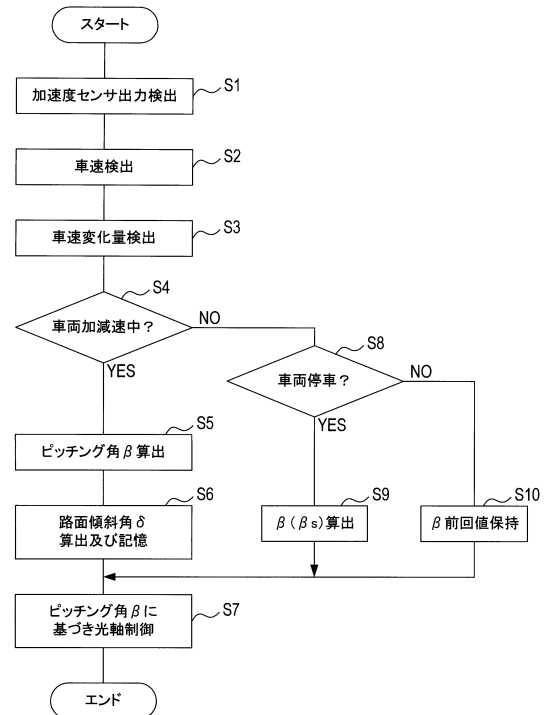 スタート
加速度センサ出力検出
S1
車速検出
S2
車速変化量検出
S3
車両加減速中？
S4
NO
YES
車両停車？
S8
NO
YES
ピッチング角β算出
S5
路面傾斜角δ
算出及び記憶
S6
β(βs)算出
S9
β前回値保持
S10
ピッチング角βに
基づき光軸制御
S7
エンド